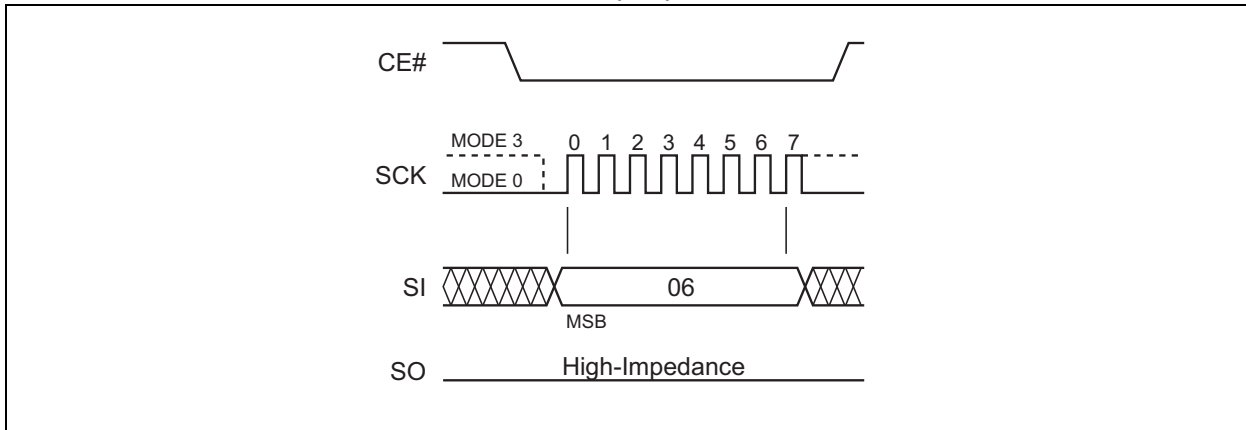 CE#
MODE 3
0 1 2 3 4 5 6 7
SCK
MODE 0
SI
06
MSB
SO
High-Impedance